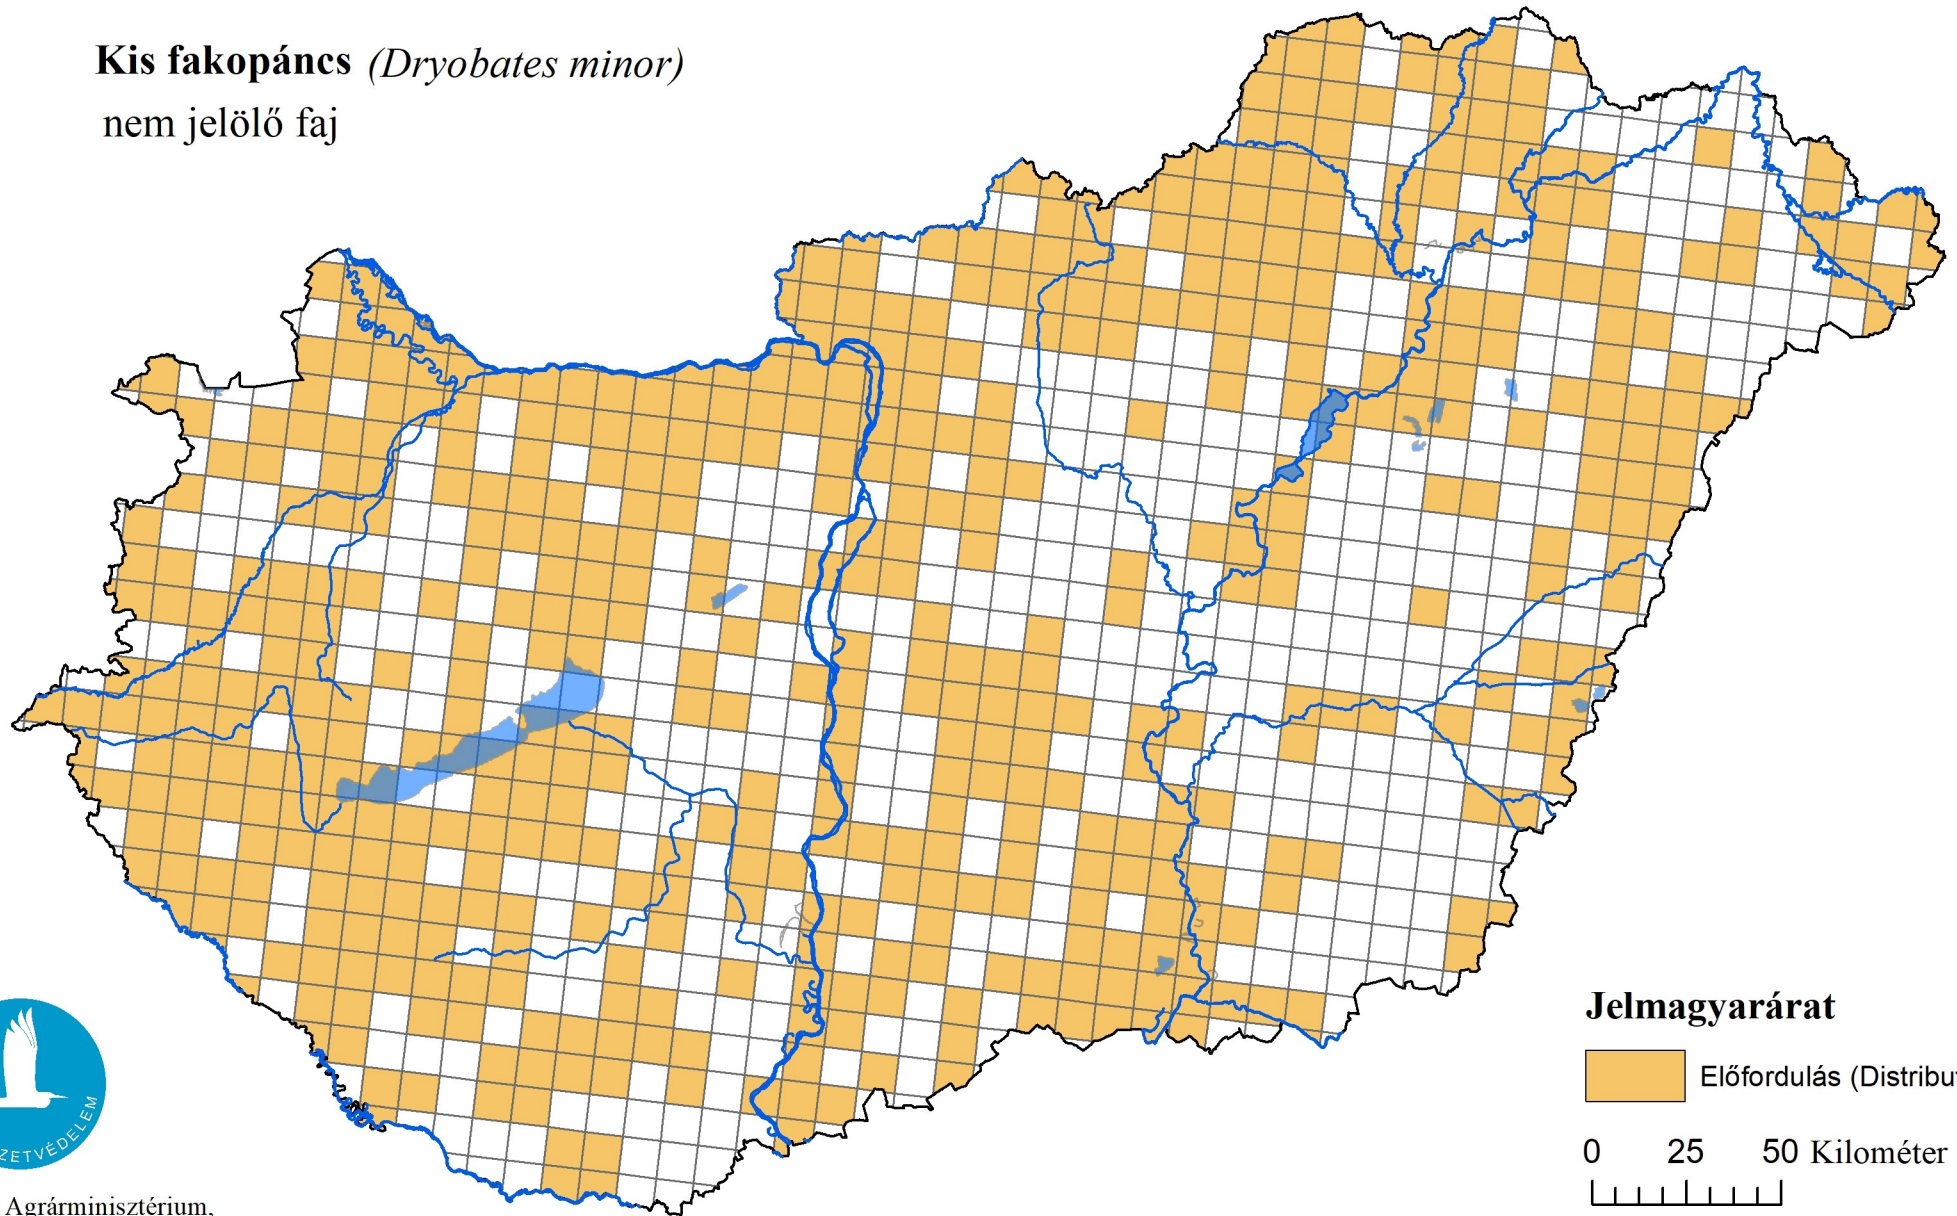 Kis fakopáncs (Dryobates minor)
nem jelölő faj
Jelmagyarárat
Előfordulás (Distribu
0 25 50 Kilométer
ZETVÉDELEM
Agrárminisztérium,